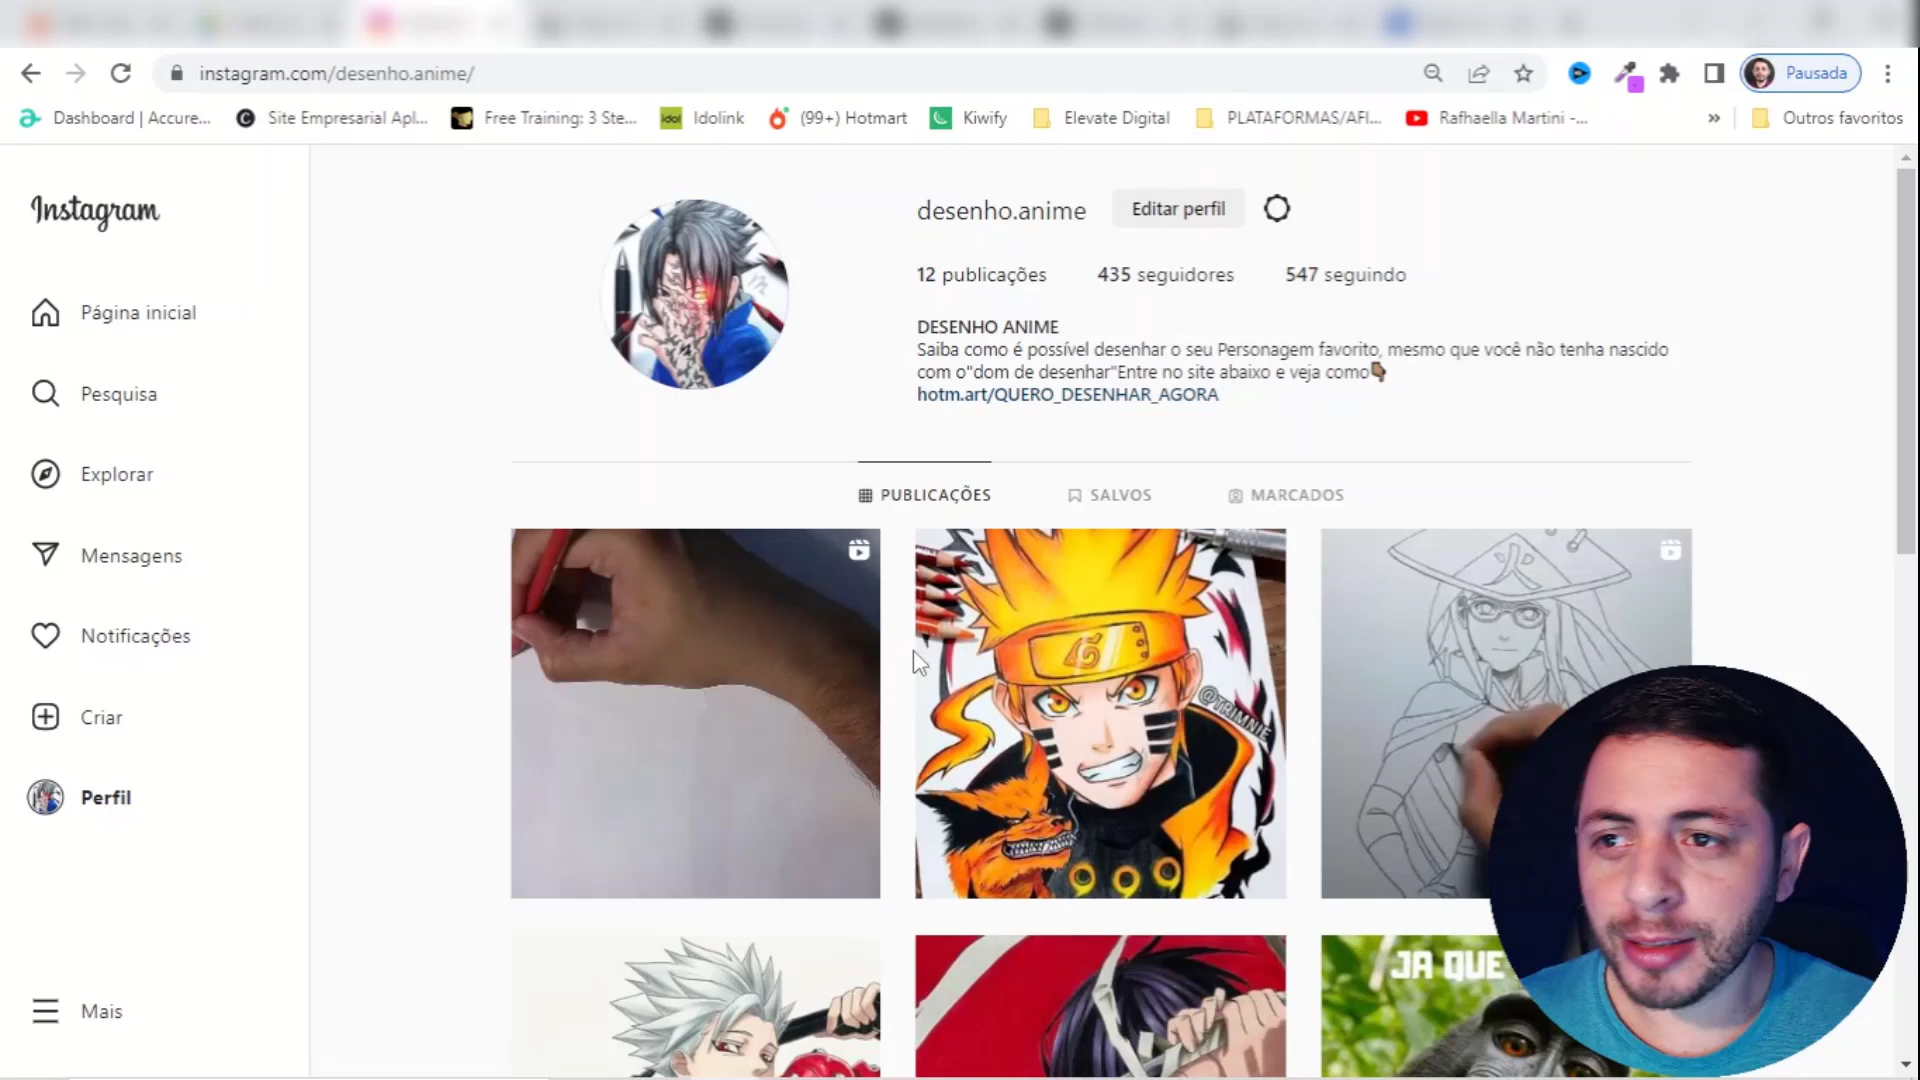 instagram.com/desenho.anime/
Pausada
Dashboard | Accure...
Site Empresarial Apl...
Free Training: 3 Ste...
idol
Idolink
(99+) Hotmart
Kiwify
Elevate Digital
PLATAFORMAS/AFI...
Rafhaella Martini -...
»
Outros favoritos
Instagram
Página inicial
Pesquisa
Explorar
Mensagens
Notificações
Criar
Perfil
Mais
desenho.anime
Editar perfil
12 publicações
435 seguidores
547 seguindo
DESENHO ANIME
Saiba como é possível desenhar o seu Personagem favorito, mesmo que você não tenha nascido
com o"dom de desenhar"Entre no site abaixo e veja como👇🏾
hotm.art/QUERO_DESENHAR_AGORA
PUBLICAÇÕES
SALVOS
MARCADOS
@TRIMNIE
火
JA QUE